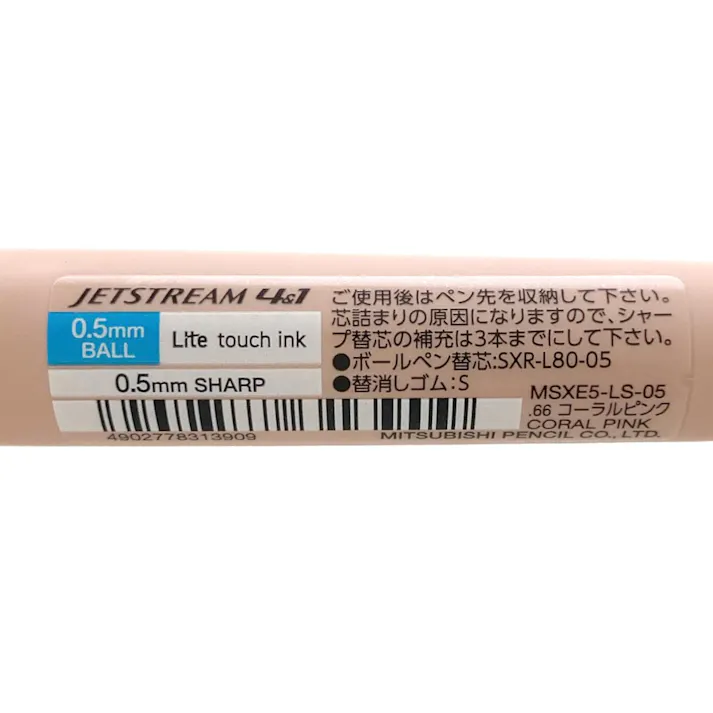 JETSTREAM 4&1
0.5mm BALL
Lite touch ink
0.5mm SHARP
4902778313909
ご使用後はペン先を収納して下さい。
芯詰まりの原因になりますので、シャー
プ替芯の補充は3本までにして下さい。
●ボールペン替芯:SXR-L80-05
●替消しゴム:S
MSXE5-LS-05
.66 コーラルピンク
CORAL PINK
MITSUBISHI PENCIL CO., LTD.